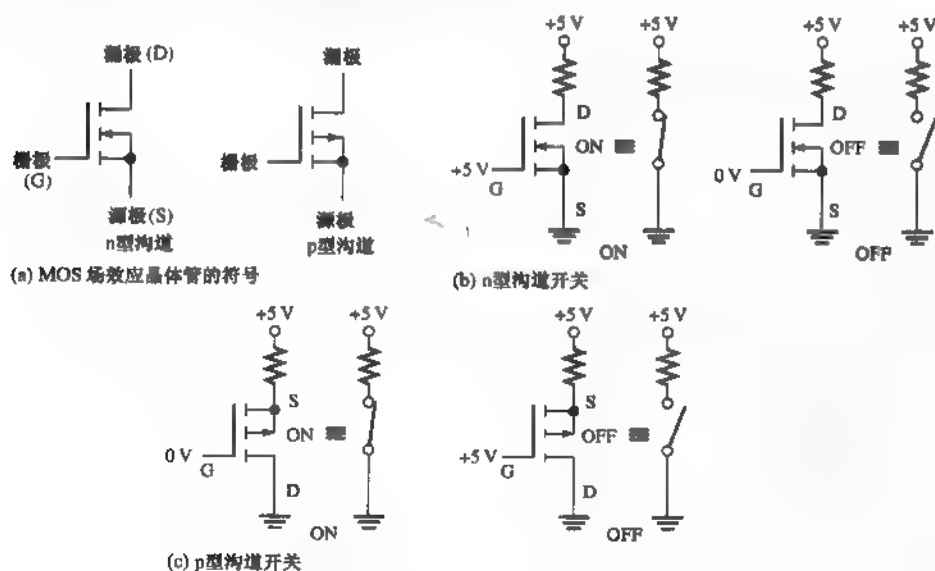 漏极 (D)
栅极
(G)
源极(S)
n型沟道
漏极
栅极
源极
p型沟道
(a) MOS 场效应晶体管的符号
+5 V
D
ON
+5 V
G
S
+5 V
ON
+5 V
D
OFF
0 V
G
S
+5 V
OFF
(b) n型沟道开关
+5 V
S
ON
0 V
G
D
+5 V
ON
+5 V
S
OFF
+5 V
G
D
+5 V
OFF
(c) p型沟道开关